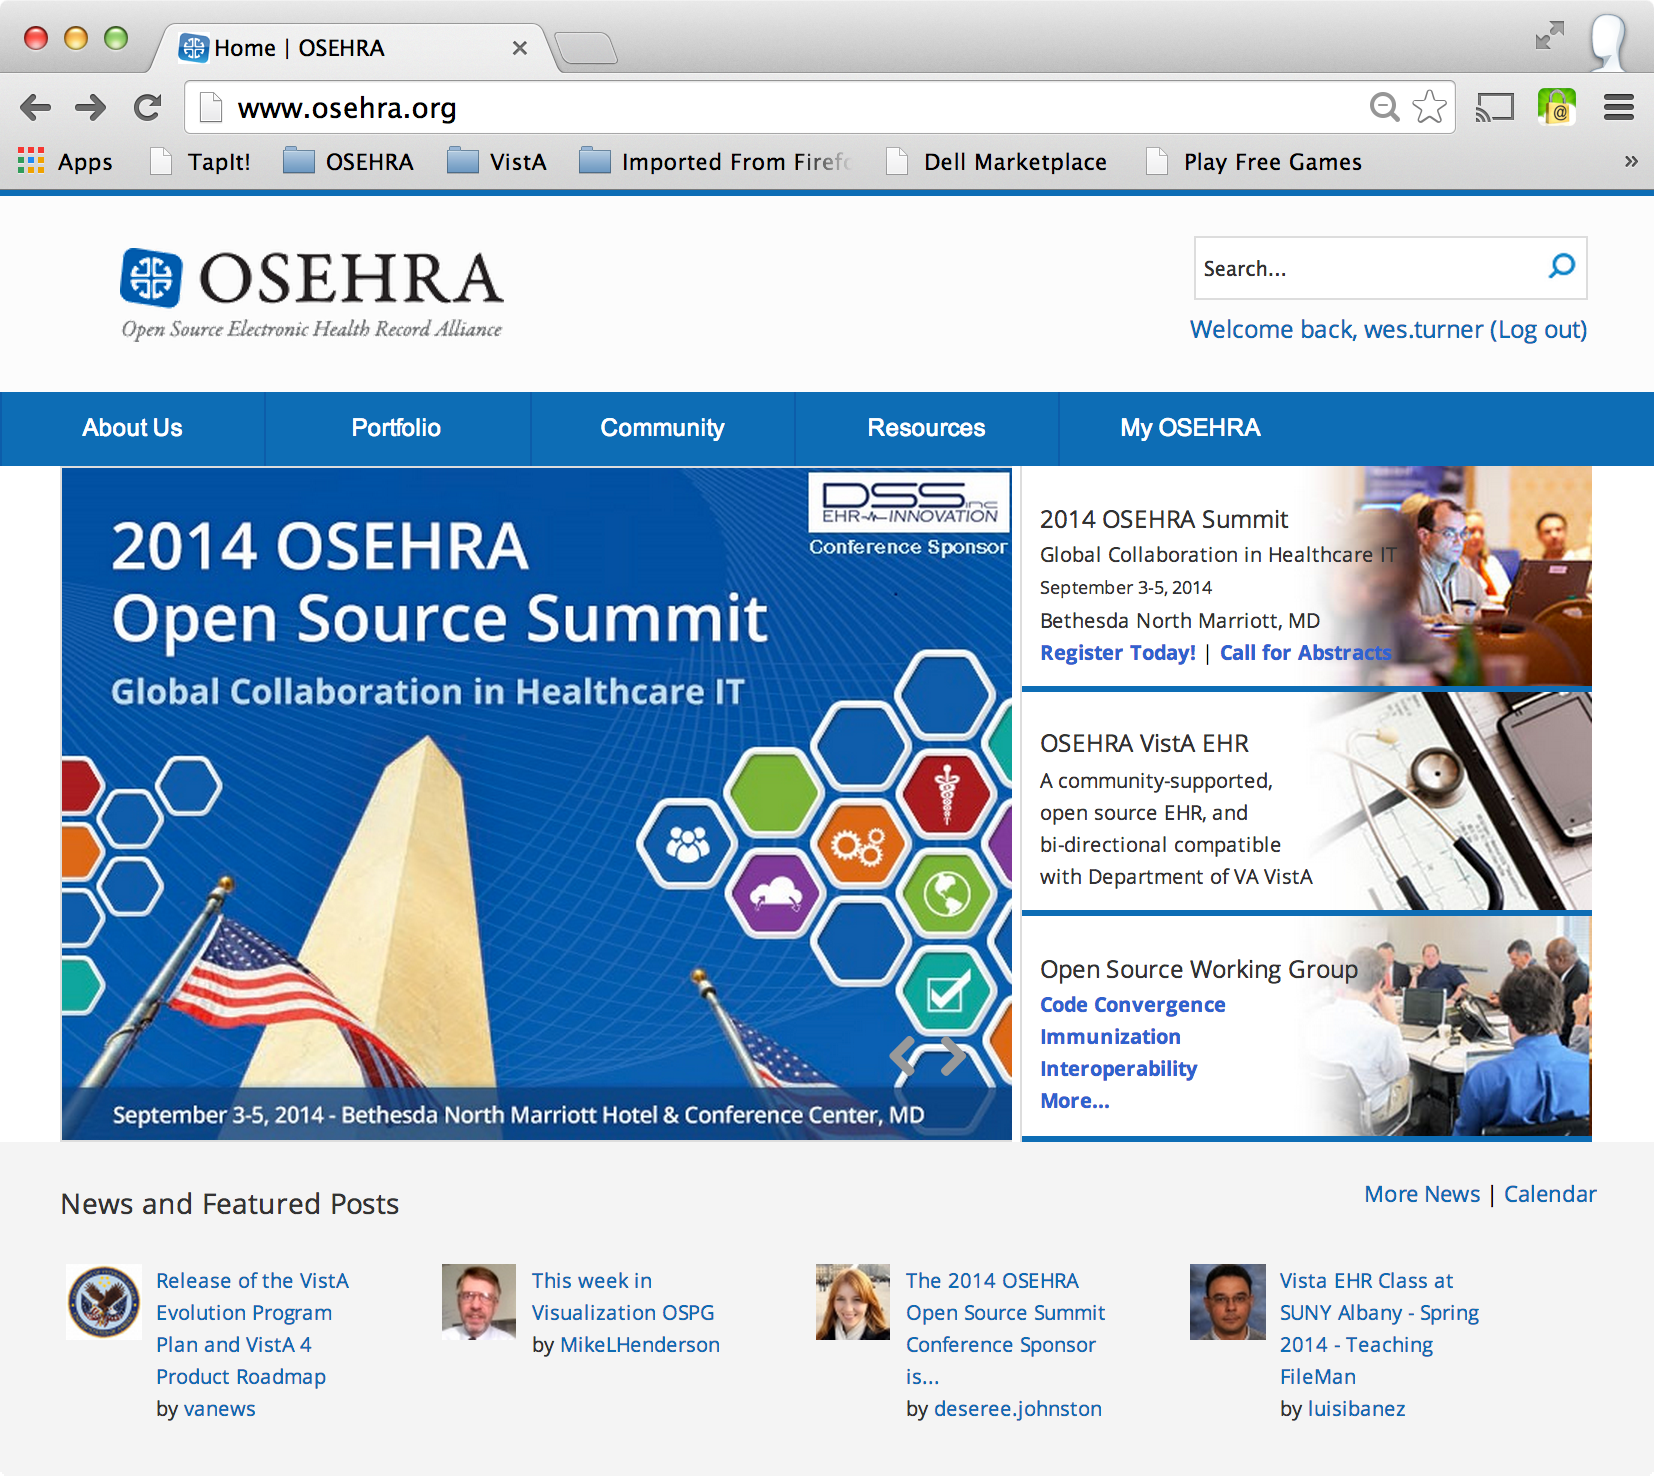 Home | OSEHRA
www.osehra.org
Apps TapIt! OSEHRA VistA Imported From Firefo Dell Marketplace Play Free Games »
OSEHRA
Open Source Electronic Health Record Alliance
Search...
Welcome back, wes.turner (Log out)
About Us Portfolio Community Resources My OSEHRA
DSS inc
EHR INNOVATION
Conference Sponsor
2014 OSEHRA
Open Source Summit
Global Collaboration in Healthcare IT
September 3-5, 2014 - Bethesda North Marriott Hotel & Conference Center, MD
2014 OSEHRA Summit
Global Collaboration in Healthcare IT
September 3-5, 2014
Bethesda North Marriott, MD
Register Today! | Call for Abstracts
OSEHRA VistA EHR
A community-supported,
open source EHR, and
bi-directional compatible
with Department of VA VistA
Open Source Working Group
Code Convergence
Immunization
Interoperability
More...
News and Featured Posts
More News | Calendar
Release of the VistA
Evolution Program
Plan and VistA 4
Product Roadmap
by vanews
This week in
Visualization OSPG
by MikeLHenderson
The 2014 OSEHRA
Open Source Summit
Conference Sponsor
is...
by deseree.johnston
Vista EHR Class at
SUNY Albany - Spring
2014 - Teaching
FileMan
by luisibanez